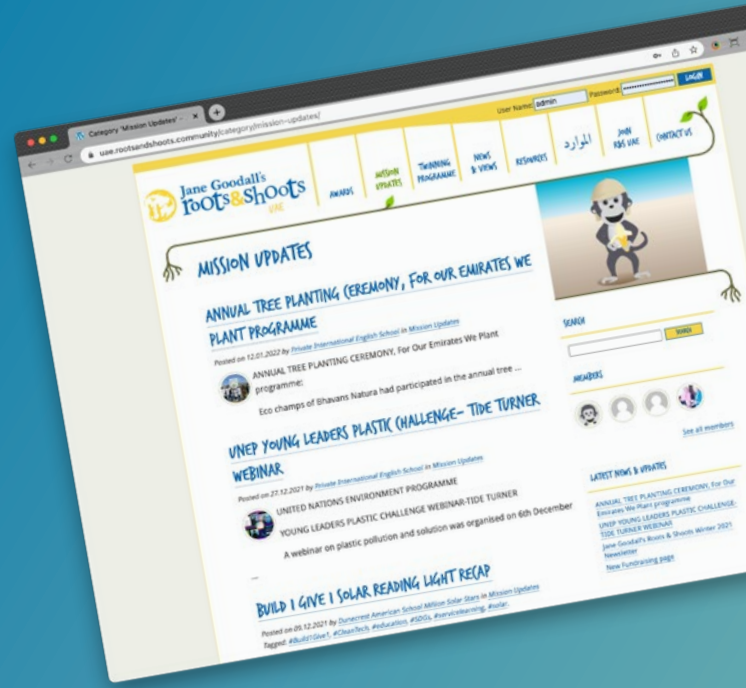 Category 'Mission Updates' -
uae.rootsandshoots.community/category/mission-updates/
User Name: admin
Password: •••••••••••••••••
LOGIN
Jane Goodall's
roots & shoots
UAE
AWARDS
MISSION
UPDATES
TWINNING
PROGRAMME
NEWS
& VIEWS
RESOURCES
الموارد
JOIN
R&S UAE
CONTACT US
MISSION UPDATES
ANNUAL TREE PLANTING CEREMONY, FOR OUR EMIRATES WE
PLANT PROGRAMME
Posted on 12.01.2022 by Private International English School in Mission Updates
ANNUAL TREE PLANTING CEREMONY, For Our Emirates We Plant
programme:
Eco champs of Bhavans Natura had participated in the annual tree ...
UNEP YOUNG LEADERS PLASTIC CHALLENGE– TIDE TURNER
WEBINAR
Posted on 27.12.2021 by Private International English School in Mission Updates
UNITED NATIONS ENVIRONMENT PROGRAMME
YOUNG LEADERS PLASTIC CHALLENGE WEBINAR-TIDE TURNER
A webinar on plastic pollution and solution was organised on 6th December
...
BUILD 1 GIVE 1 SOLAR READING LIGHT RECAP
Posted on 05.12.2021 by Dunecrest American School Million Solar Stars in Mission Updates
Tagged: #Build1Give1, #CleanTech, #education, #SDGs, #servicelearning, #solar.
SEARCH
SEARCH
MEMBERS
See all members
LATEST NEWS & UPDATES
ANNUAL TREE PLANTING CEREMONY, For Our
Emirates We Plant programme
UNEP YOUNG LEADERS PLASTIC CHALLENGE-
TIDE TURNER WEBINAR
Jane Goodall's Roots & Shoots Winter 2021
Newsletter
New Fundraising page